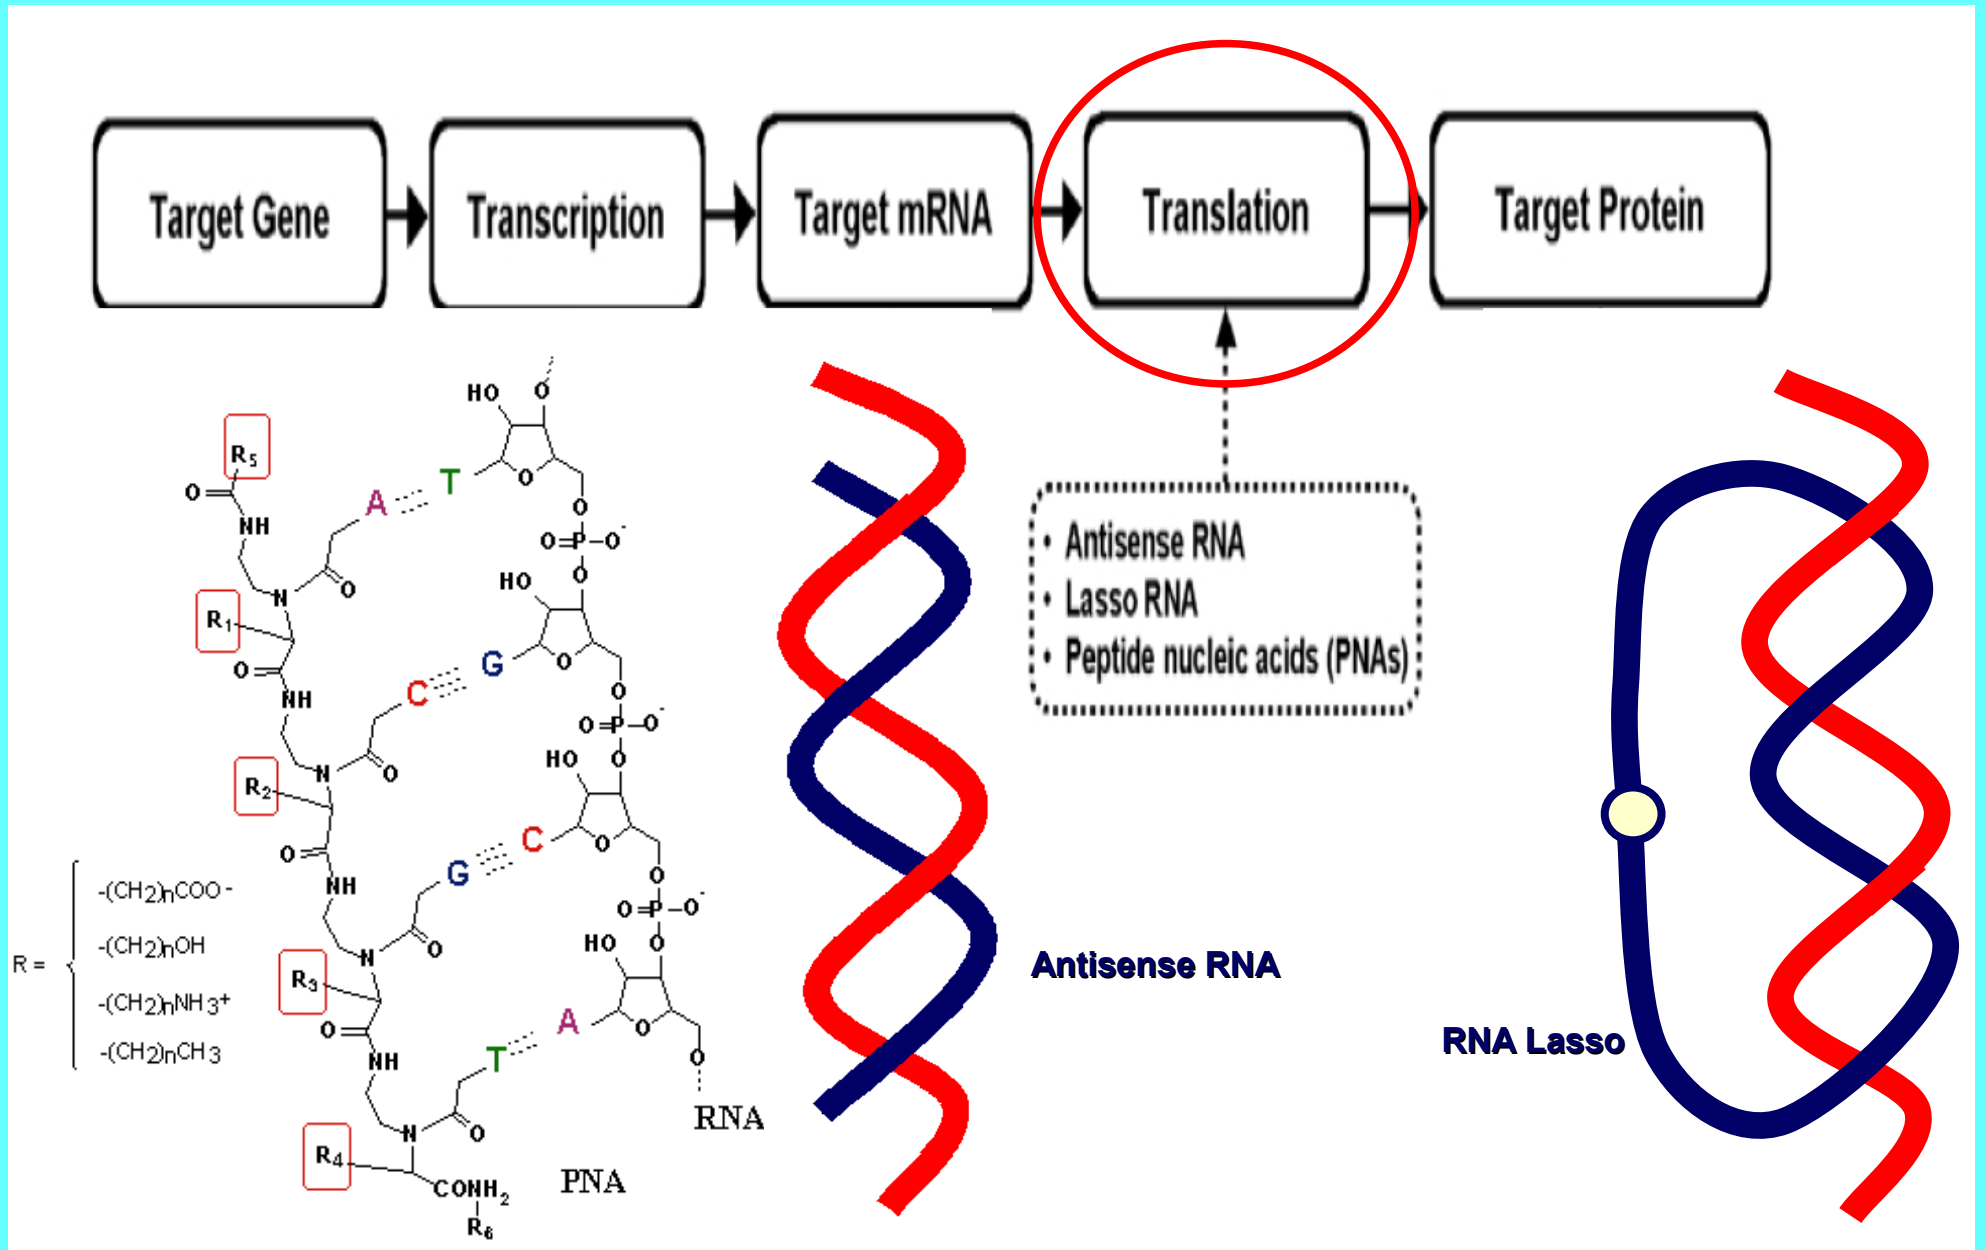 Target Gene
Transcription
Target mRNA
Translation
Target Protein
• Antisense RNA
• Lasso RNA
• Peptide nucleic acids (PNAs)
HO
O
R₅
O
NH
A
T
O
O
O=P–O⁻
O
HO
N
O
R₁
O
NH
C
G
O
O
O=P–O⁻
O
HO
N
O
R₂
O
NH
G
C
O
O
O=P–O⁻
O
HO
N
O
R₃
O
NH
T
A
O
O
N
O
R₄
CONH₂
R₆
R =
-(CH2)nCOO -
-(CH2)nOH
-(CH2)nNH3+
-(CH2)nCH3
RNA
PNA
Antisense RNA
RNA Lasso